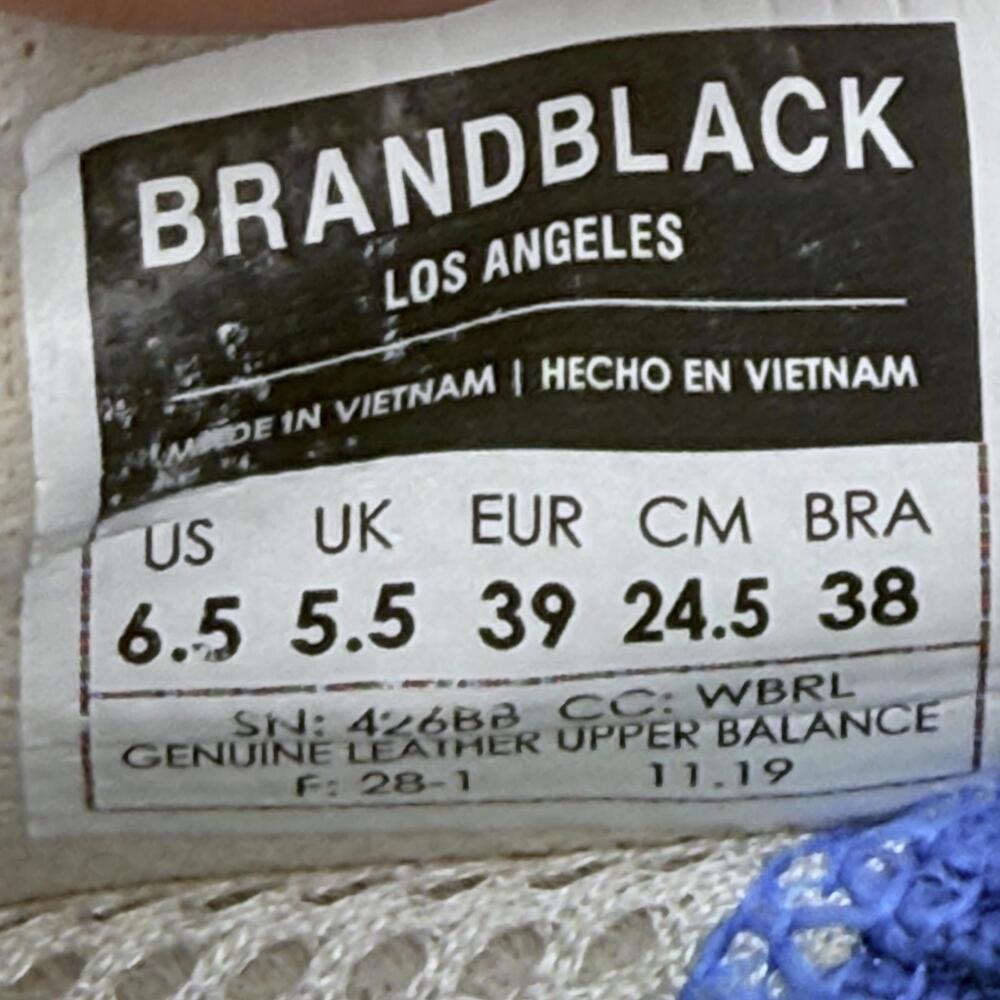 BRANDBLACK
LOS ANGELES
MADE IN VIETNAM | HECHO EN VIETNAM
US UK EUR CM BRA
6.5 5.5 39 24.5 38
SN: 426BB CC: WBRL
GENUINE LEATHER UPPER BALANCE
F: 28-1 11.19